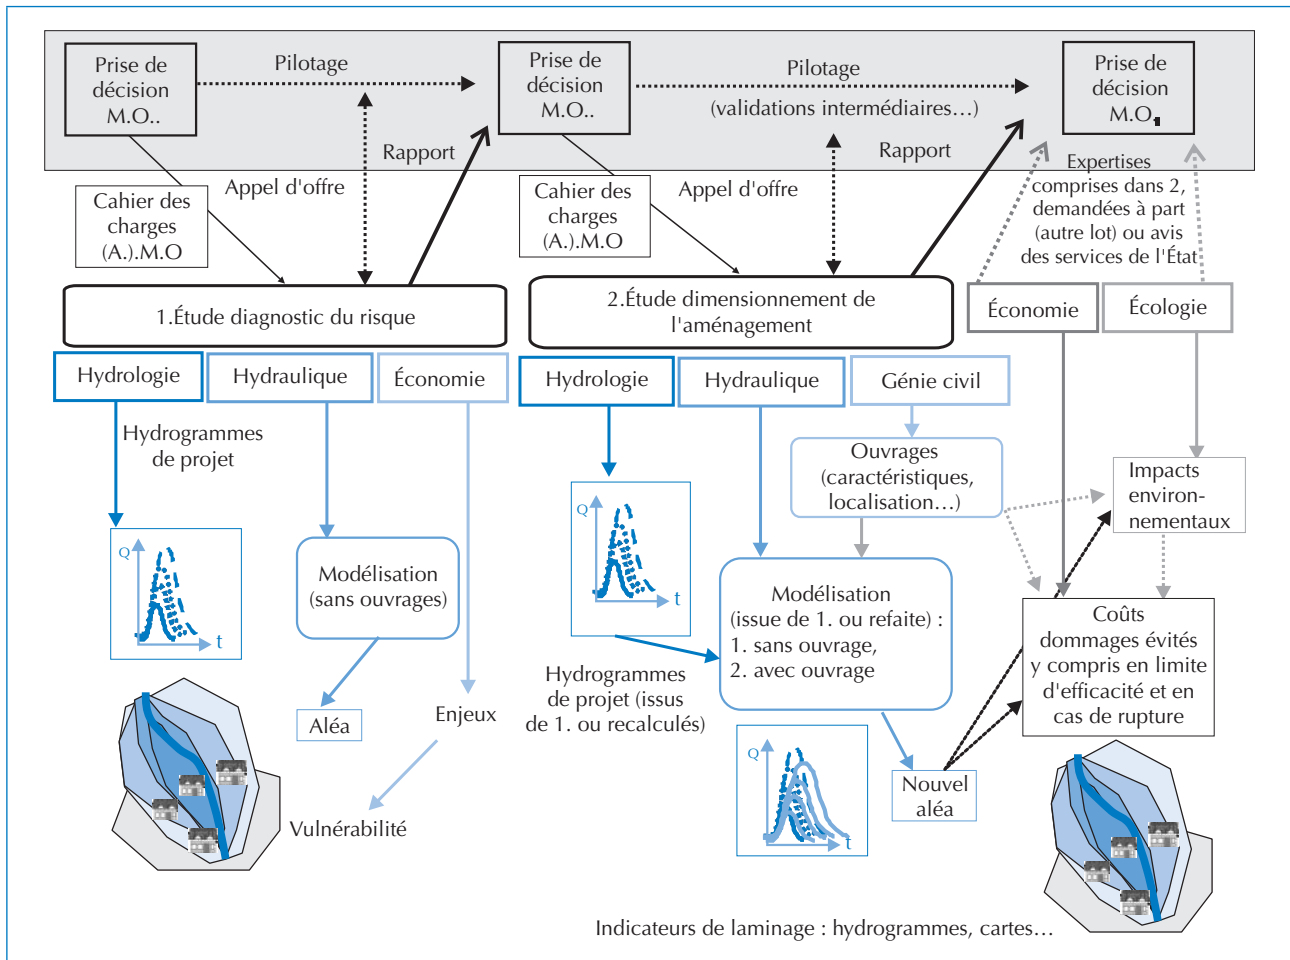 Prise de
décision
M.O..
Pilotage
Prise de
décision
M.O..
Pilotage
(validations intermédiaires…)
Prise de
décision
M.O.
Rapport
Appel d'offre
Cahier des
charges
(A.).M.O
Rapport
Appel d'offre
Cahier des
charges
(A.).M.O
Expertises
comprises dans 2,
demandées à part
(autre lot) ou avis
des services de l'État
1.Étude diagnostic du risque
2.Étude dimensionnement de
l'aménagement
Économie
Écologie
Hydrologie
Hydraulique
Économie
Hydrologie
Hydraulique
Génie civil
Hydrogrammes
de projet
Q
t
Modélisation
(sans ouvrages)
Aléa
Enjeux
Vulnérabilité
Q
t
Hydrogrammes
de projet (issus
de 1. ou recalculés)
Ouvrages
(caractéristiques,
localisation…)
Modélisation
(issue de 1. ou refaite) :
1. sans ouvrage,
2. avec ouvrage
Q
t
Nouvel
aléa
Impacts
environ-
nementaux
Coûts
dommages évités
y compris en limite
d'efficacité et en
cas de rupture
Indicateurs de laminage : hydrogrammes, cartes…